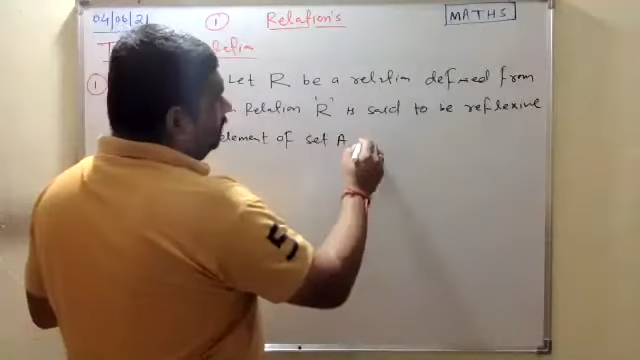 04/06/21 ① Relation's MATHS
T elation
① Let R be a relation defined from
Relation 'R' is said to be reflexive
element of set A
5